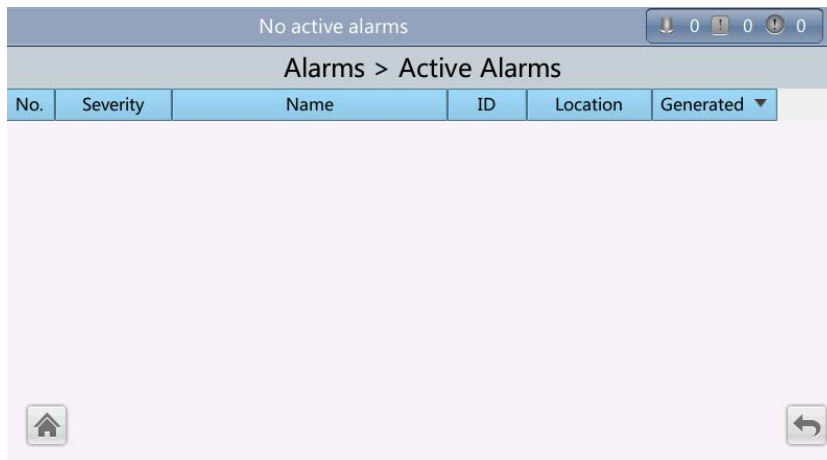 No active alarms 0 0 0
Alarms > Active Alarms
No. Severity Name ID Location Generated